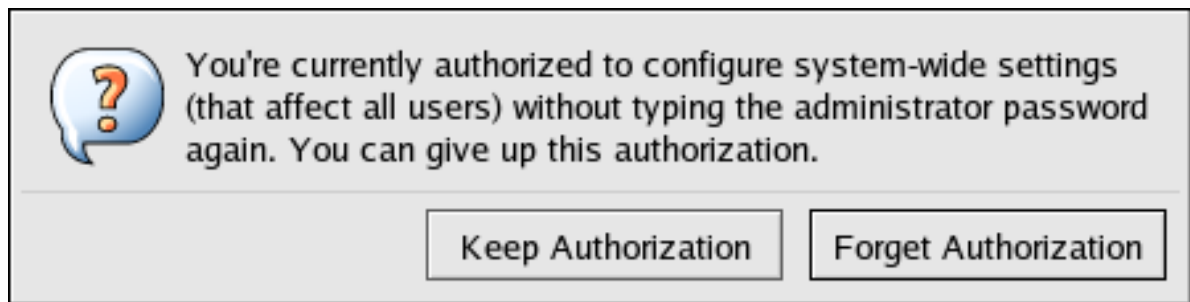 You're currently authorized to configure system-wide settings
(that affect all users) without typing the administrator password
again. You can give up this authorization.
Keep Authorization
Forget Authorization